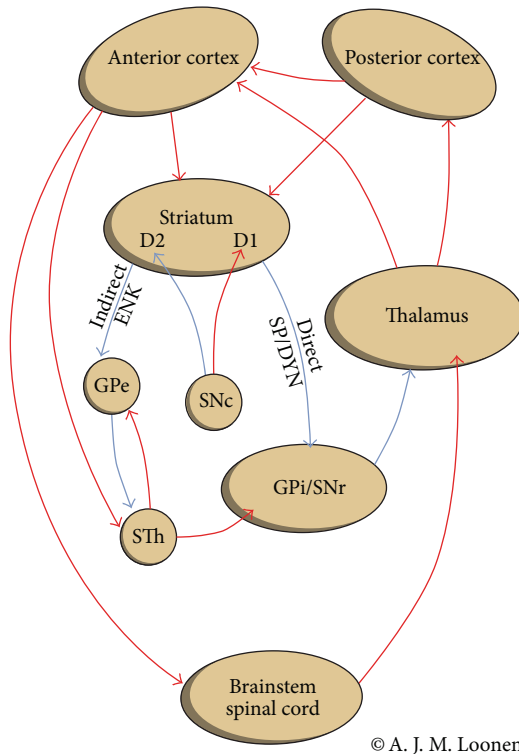 Anterior cortex
Posterior cortex
Striatum
D2 D1
Indirect
ENK
Direct
SP/DYN
Thalamus
GPe
SNc
GPi/SNr
STh
Brainstem
spinal cord
© A. J. M. Loonen